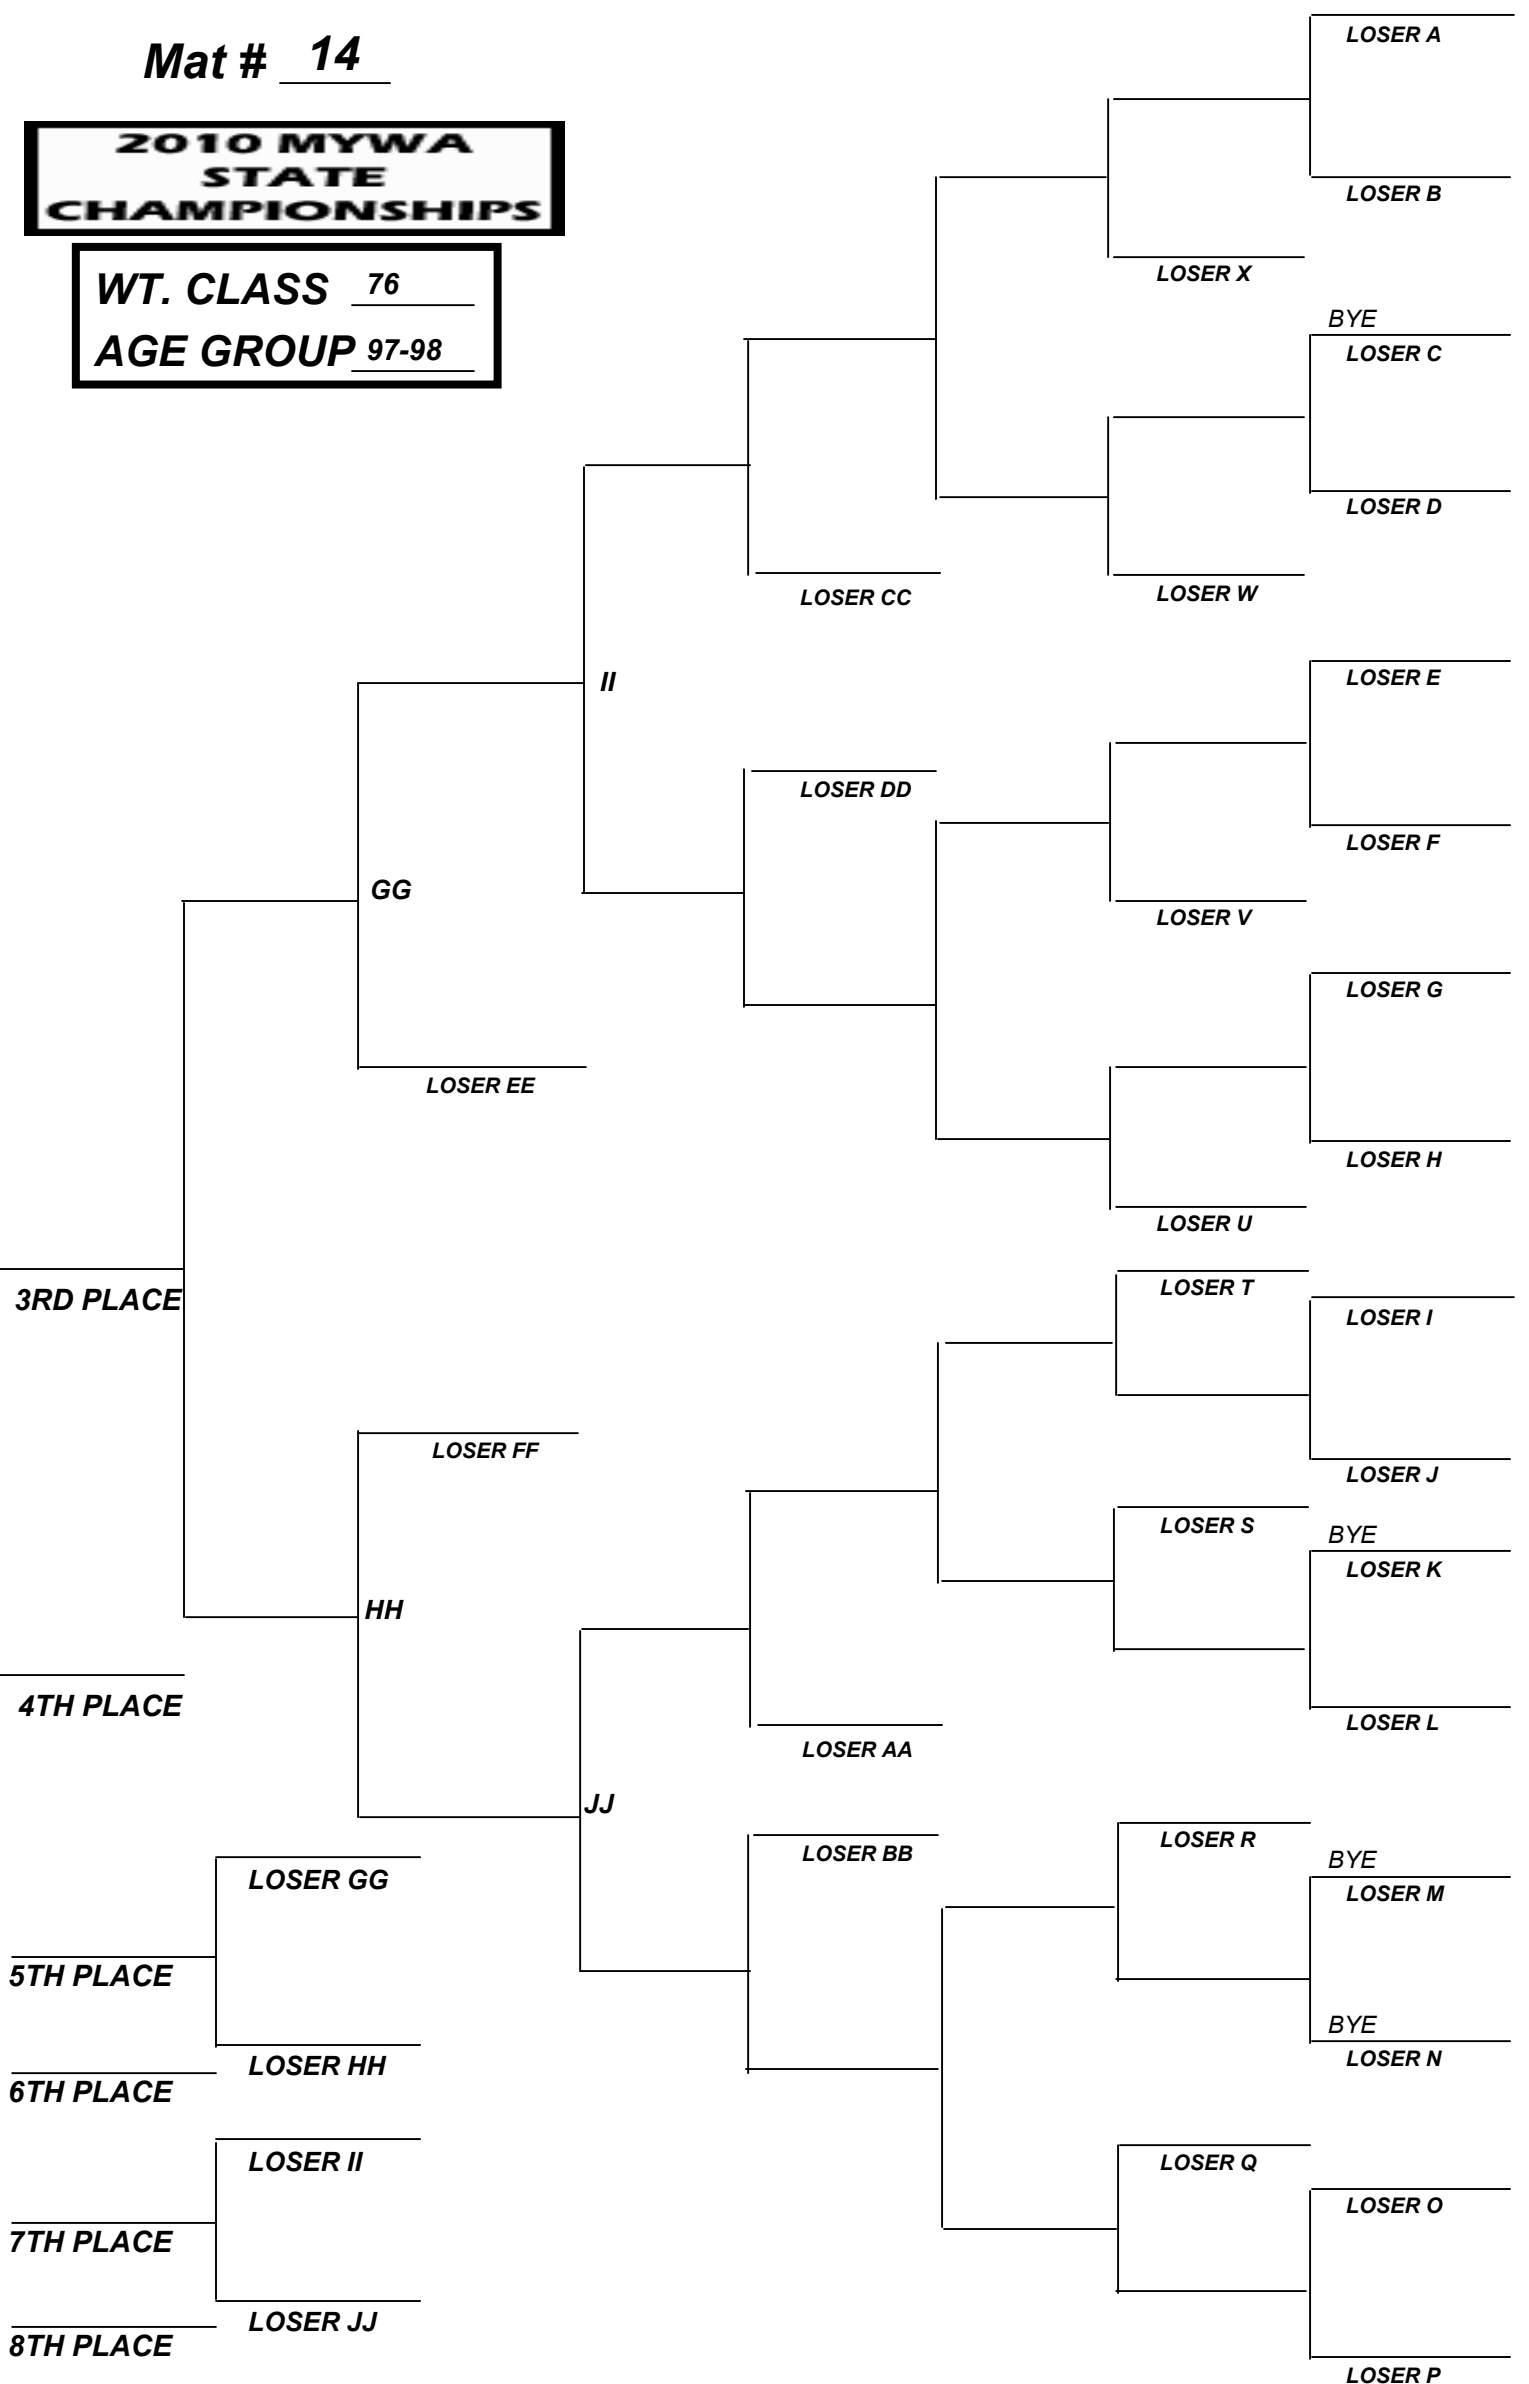 Mat # 14
2010 MYWA
STATE
CHAMPIONSHIPS
WT. CLASS 76
AGE GROUP 97-98
LOSER A
LOSER B
LOSER X
BYE
LOSER C
LOSER D
LOSER CC
LOSER W
II
LOSER E
LOSER DD
LOSER F
GG
LOSER V
LOSER G
LOSER EE
LOSER H
LOSER U
LOSER T
3RD PLACE
LOSER I
LOSER FF
LOSER J
LOSER S
BYE
LOSER K
HH
4TH PLACE
LOSER L
LOSER AA
JJ
LOSER R
LOSER BB
BYE
LOSER GG
LOSER M
5TH PLACE
BYE
LOSER N
LOSER HH
6TH PLACE
LOSER II
LOSER Q
LOSER O
7TH PLACE
LOSER JJ
8TH PLACE
LOSER P